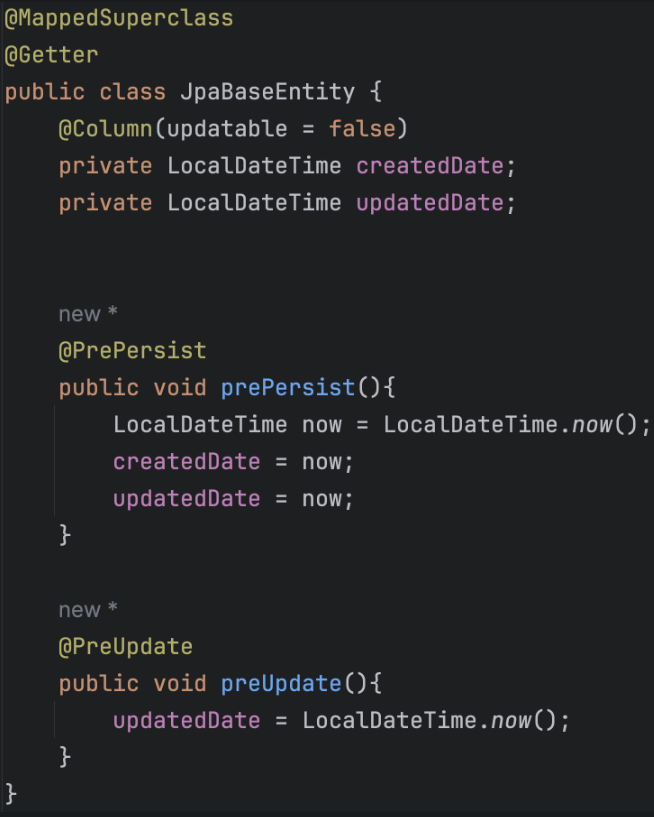 @MappedSuperclass
@Getter
public class JpaBaseEntity {
    @Column(updatable = false)
    private LocalDateTime createdDate;
    private LocalDateTime updatedDate;
    new *
    @PrePersist
    public void prePersist(){
        LocalDateTime now = LocalDateTime.now();
        createdDate = now;
        updatedDate = now;
    }
    new *
    @PreUpdate
    public void preUpdate(){
        updatedDate = LocalDateTime.now();
    }
}